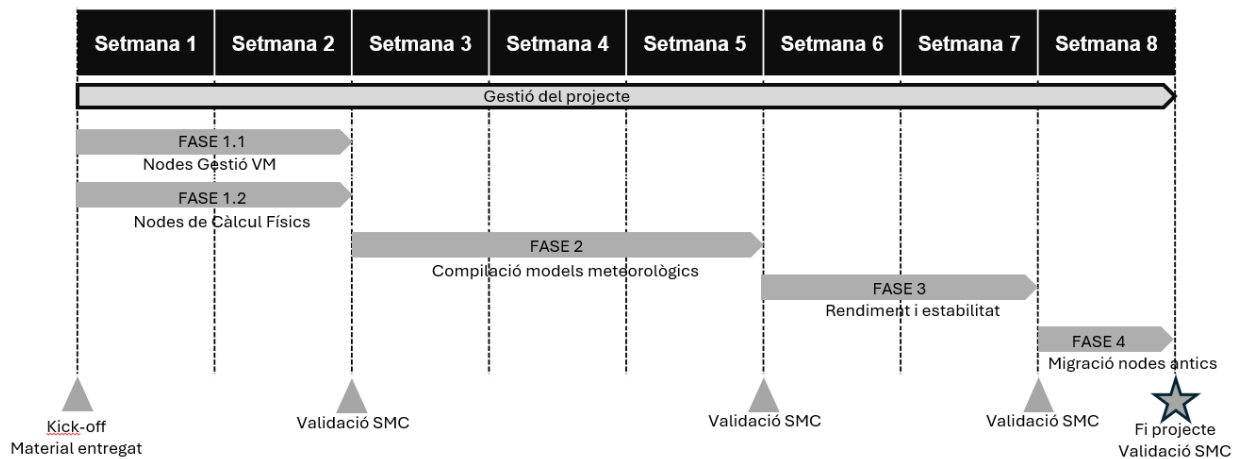 Setmana 1 Setmana 2 Setmana 3 Setmana 4 Setmana 5 Setmana 6 Setmana 7 Setmana 8
Gestió del projecte
FASE 1.1
Nodes Gestió VM
FASE 1.2
Nodes de Càlcul Físics
FASE 2
Compilació models meteorològics
FASE 3
Rendiment i estabilitat
FASE 4
Migració nodes antics
Kick-off
Material entregat
Validació SMC
Validació SMC
Validació SMC
Fi projecte
Validació SMC